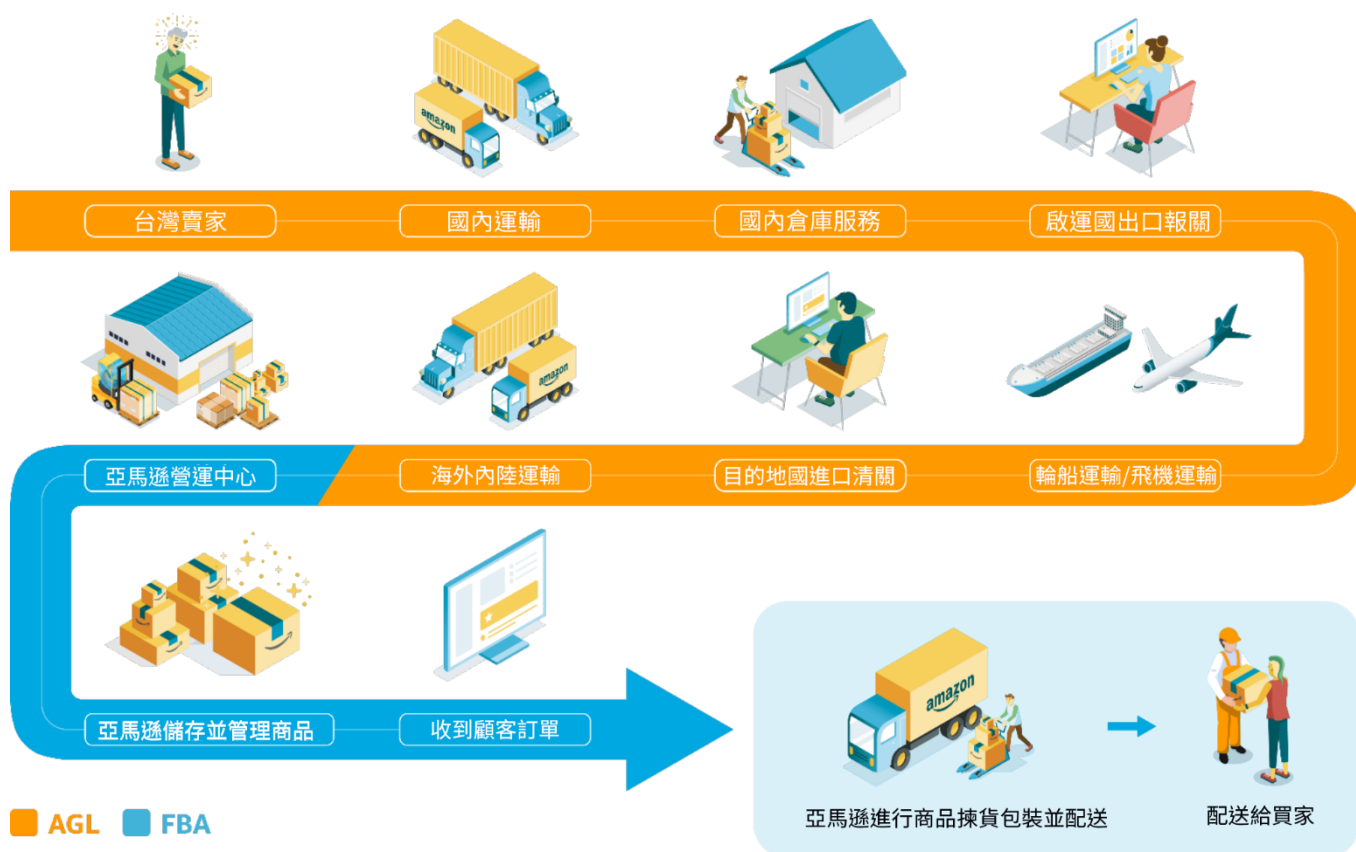 amazon
台灣賣家
國內運輸
國內倉庫服務
啟運國出口報關
amazon
亞馬遜營運中心
海外內陸運輸
目的地國進口清關
輪船運輸/飛機運輸
amazon
亞馬遜儲存並管理商品
收到顧客訂單
亞馬遜進行商品揀貨包裝並配送
配送給買家
AGL
FBA